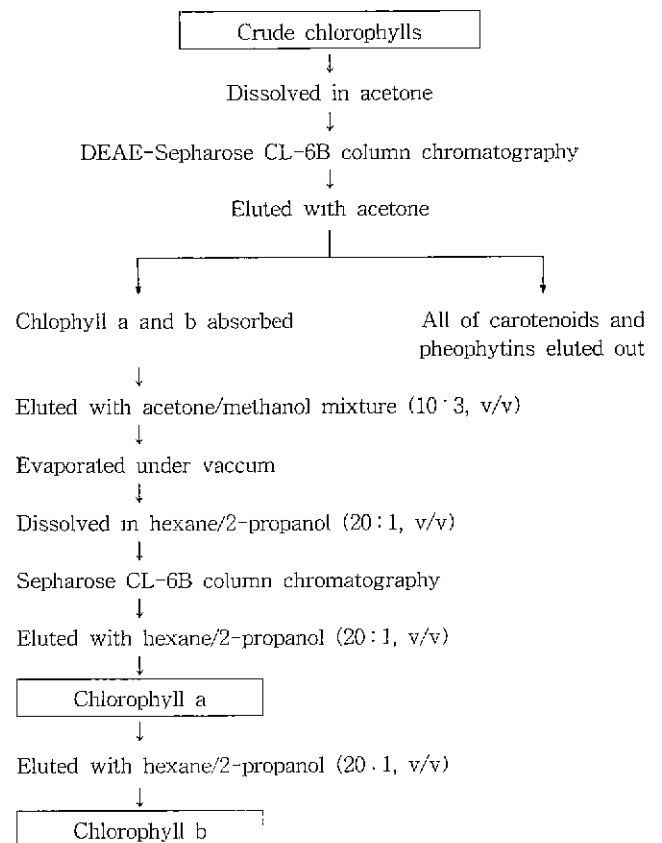 Crude chlorophylls
↓
Dissolved in acetone
↓
DEAE-Sepharose CL-6B column chromatography
↓
Eluted with acetone
Chlophyll a and b absorbed
All of carotenoids and
pheophytins eluted out
↓
Eluted with acetone/methanol mixture (10:3, v/v)
↓
Evaporated under vaccum
↓
Dissolved in hexane/2-propanol (20:1, v/v)
↓
Sepharose CL-6B column chromatography
↓
Eluted with hexane/2-propanol (20:1, v/v)
↓
Chlorophyll a
↓
Eluted with hexane/2-propanol (20.1, v/v)
↓
Chlorophyll b